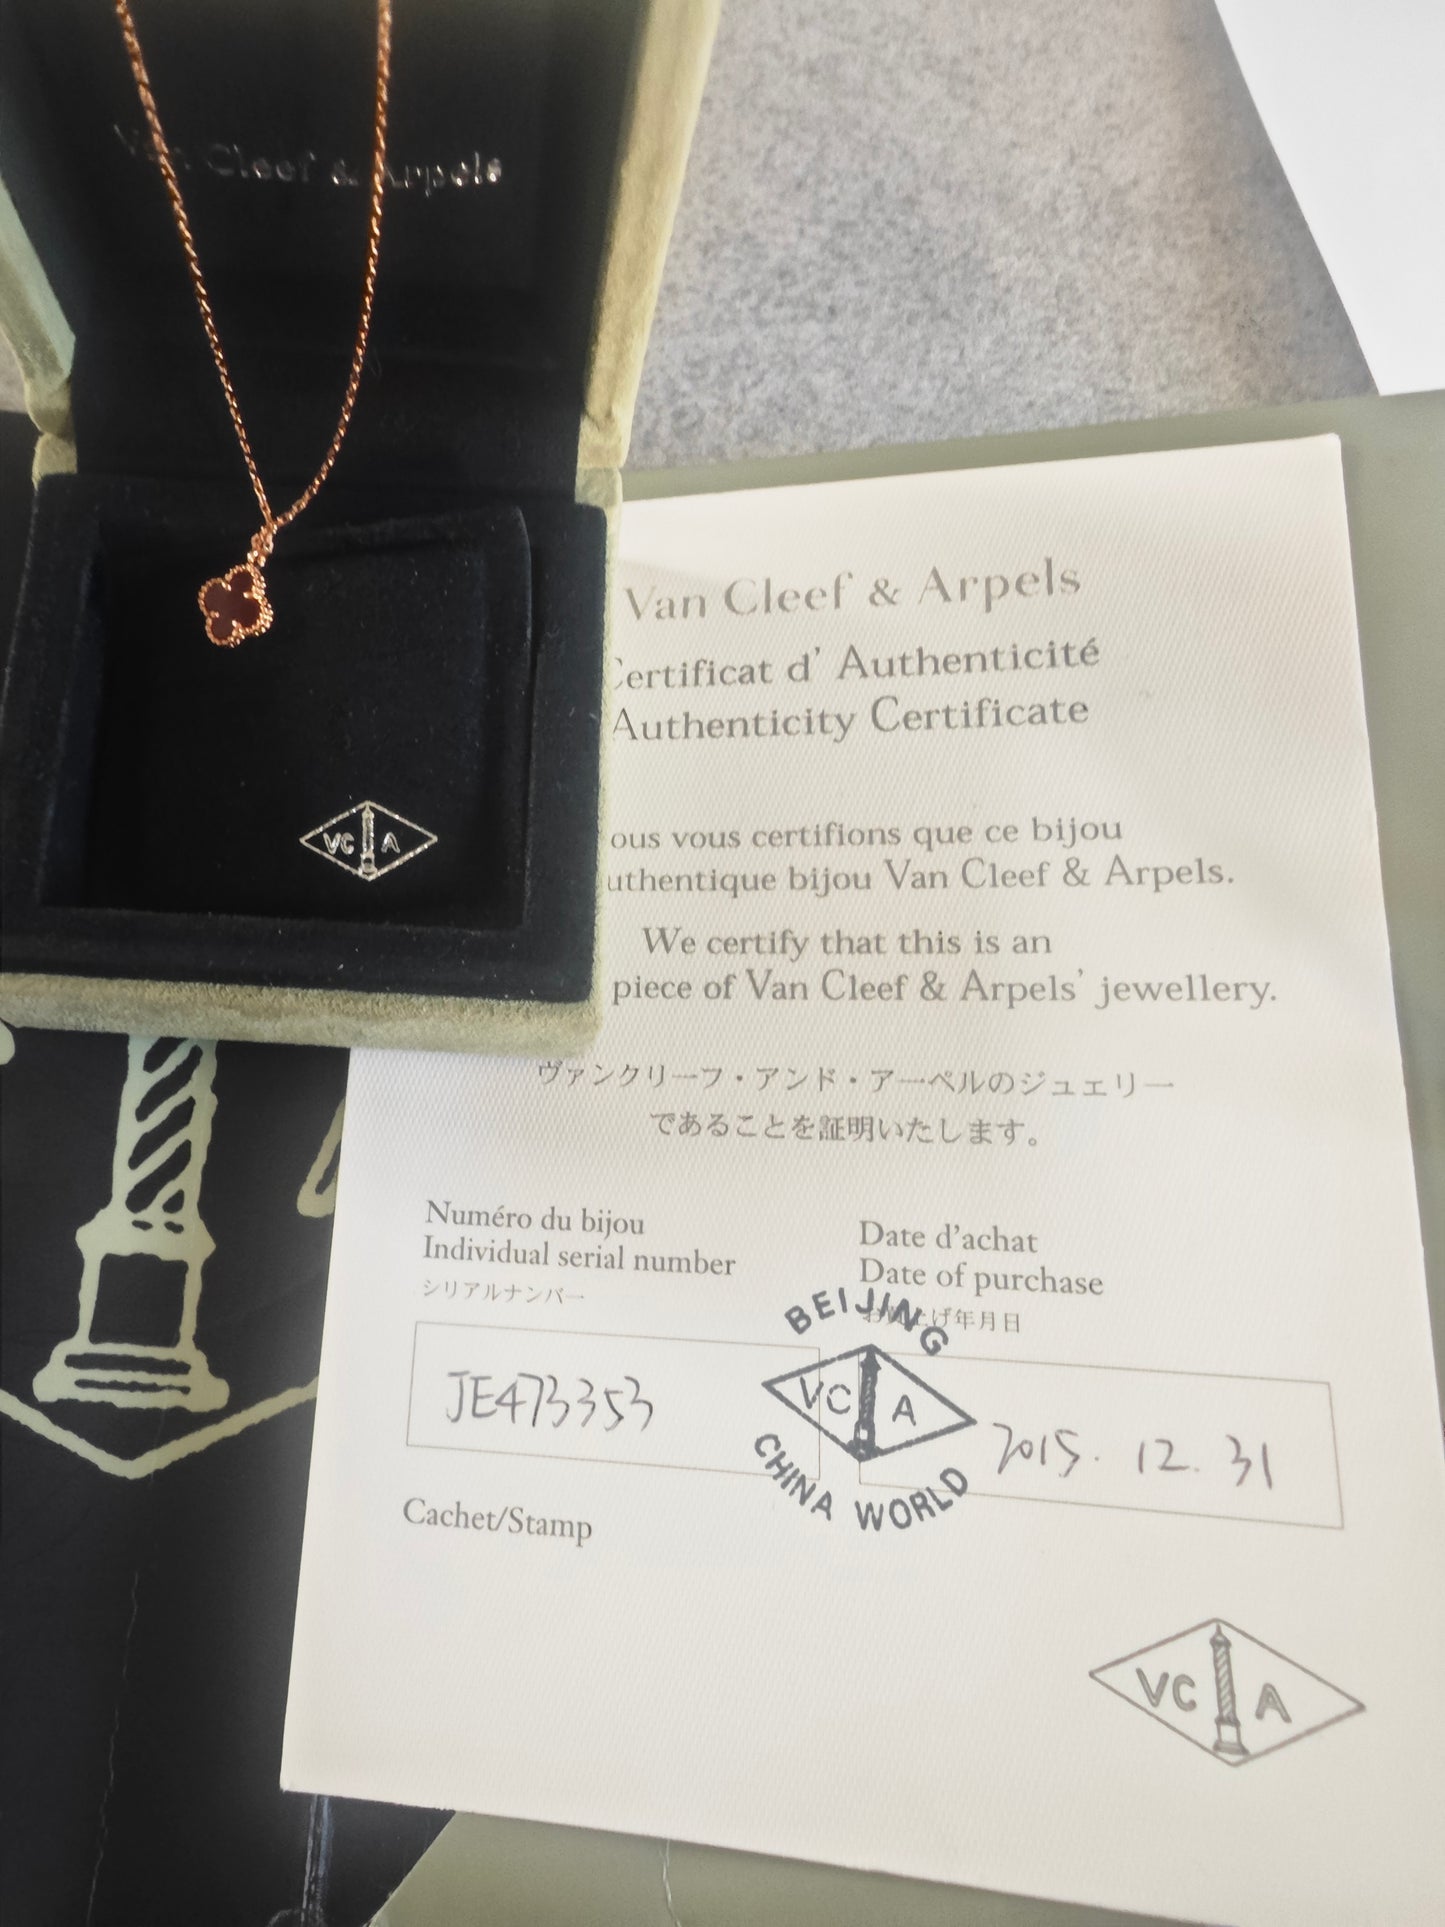 Van Cleef & Arpels
VC A
Van Cleef & Arpels
Certificat d' Authenticité
Authenticity Certificate
ous vous certifions que ce bijou
uthentique bijou Van Cleef & Arpels.
We certify that this is an
piece of Van Cleef & Arpels' jewellery.
ヴァンクリーフ・アンド・アーペルのジュエリー
であることを証明いたします。
Numéro du bijou
Individual serial number
シリアルナンバー
Date d'achat
Date of purchase
げ年月日
JE473353
BEIJING
VC A
CHINA WORLD
2015. 12. 31
Cachet/Stamp
VC A